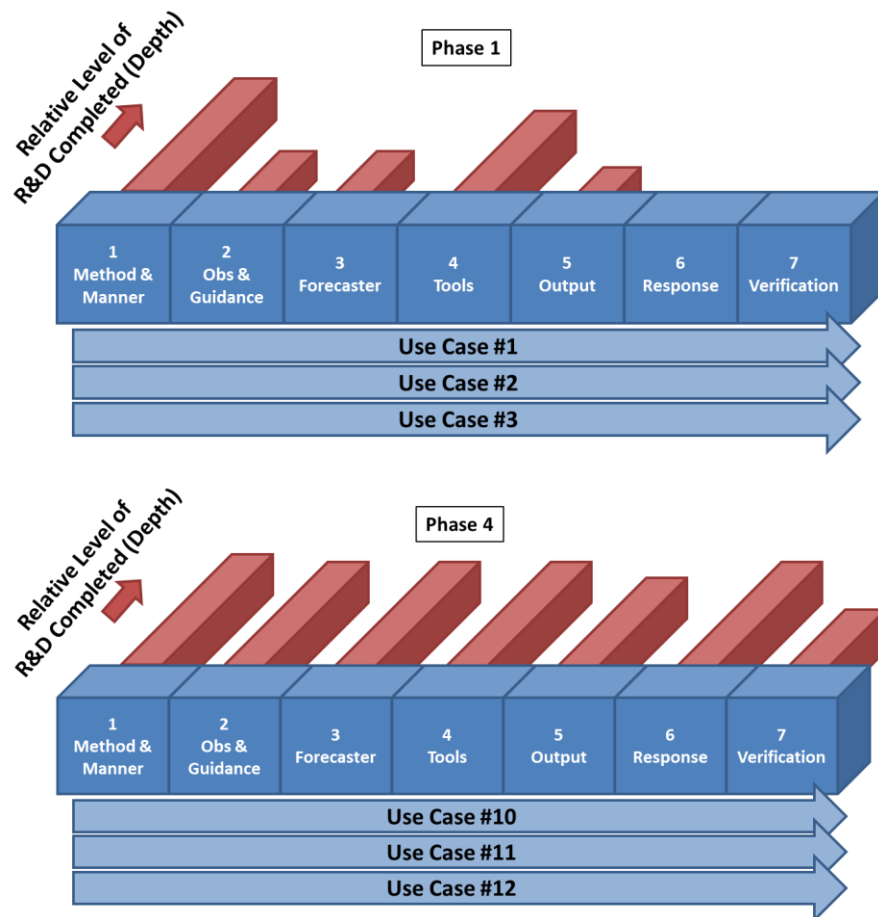 Phase 1
Relative Level of
R&D Completed (Depth)
1
Method &
Manner
2
Obs &
Guidance
3
Forecaster
4
Tools
5
Output
6
Response
7
Verification
Use Case #1
Use Case #2
Use Case #3
Phase 4
Relative Level of
R&D Completed (Depth)
1
Method &
Manner
2
Obs &
Guidance
3
Forecaster
4
Tools
5
Output
6
Response
7
Verification
Use Case #10
Use Case #11
Use Case #12